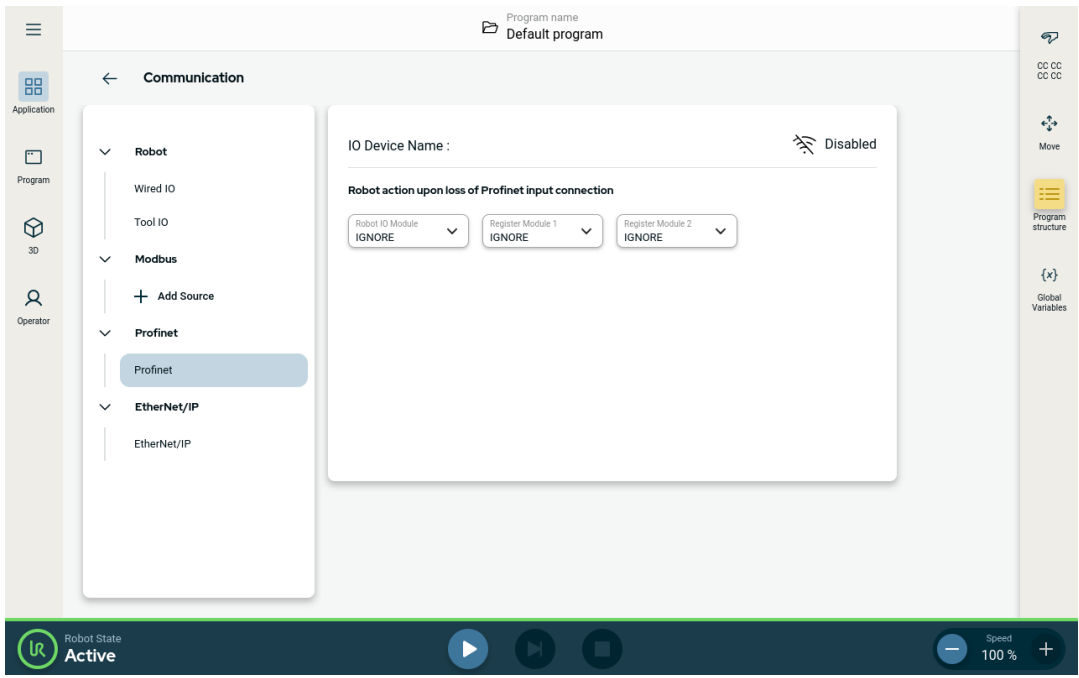 Program name
Default program
Application
Program
3D
Operator
Communication
Robot
Wired IO
Tool IO
Modbus
Add Source
Profinet
Profinet
EtherNet/IP
EtherNet/IP
IO Device Name :
Disabled
Robot action upon loss of Profinet input connection
Robot IO Module
IGNORE
Register Module 1
IGNORE
Register Module 2
IGNORE
CC CC
CC CC
Move
Program
structure
{x}
Global
Variables
UR
Robot State
Active
Speed
100 %